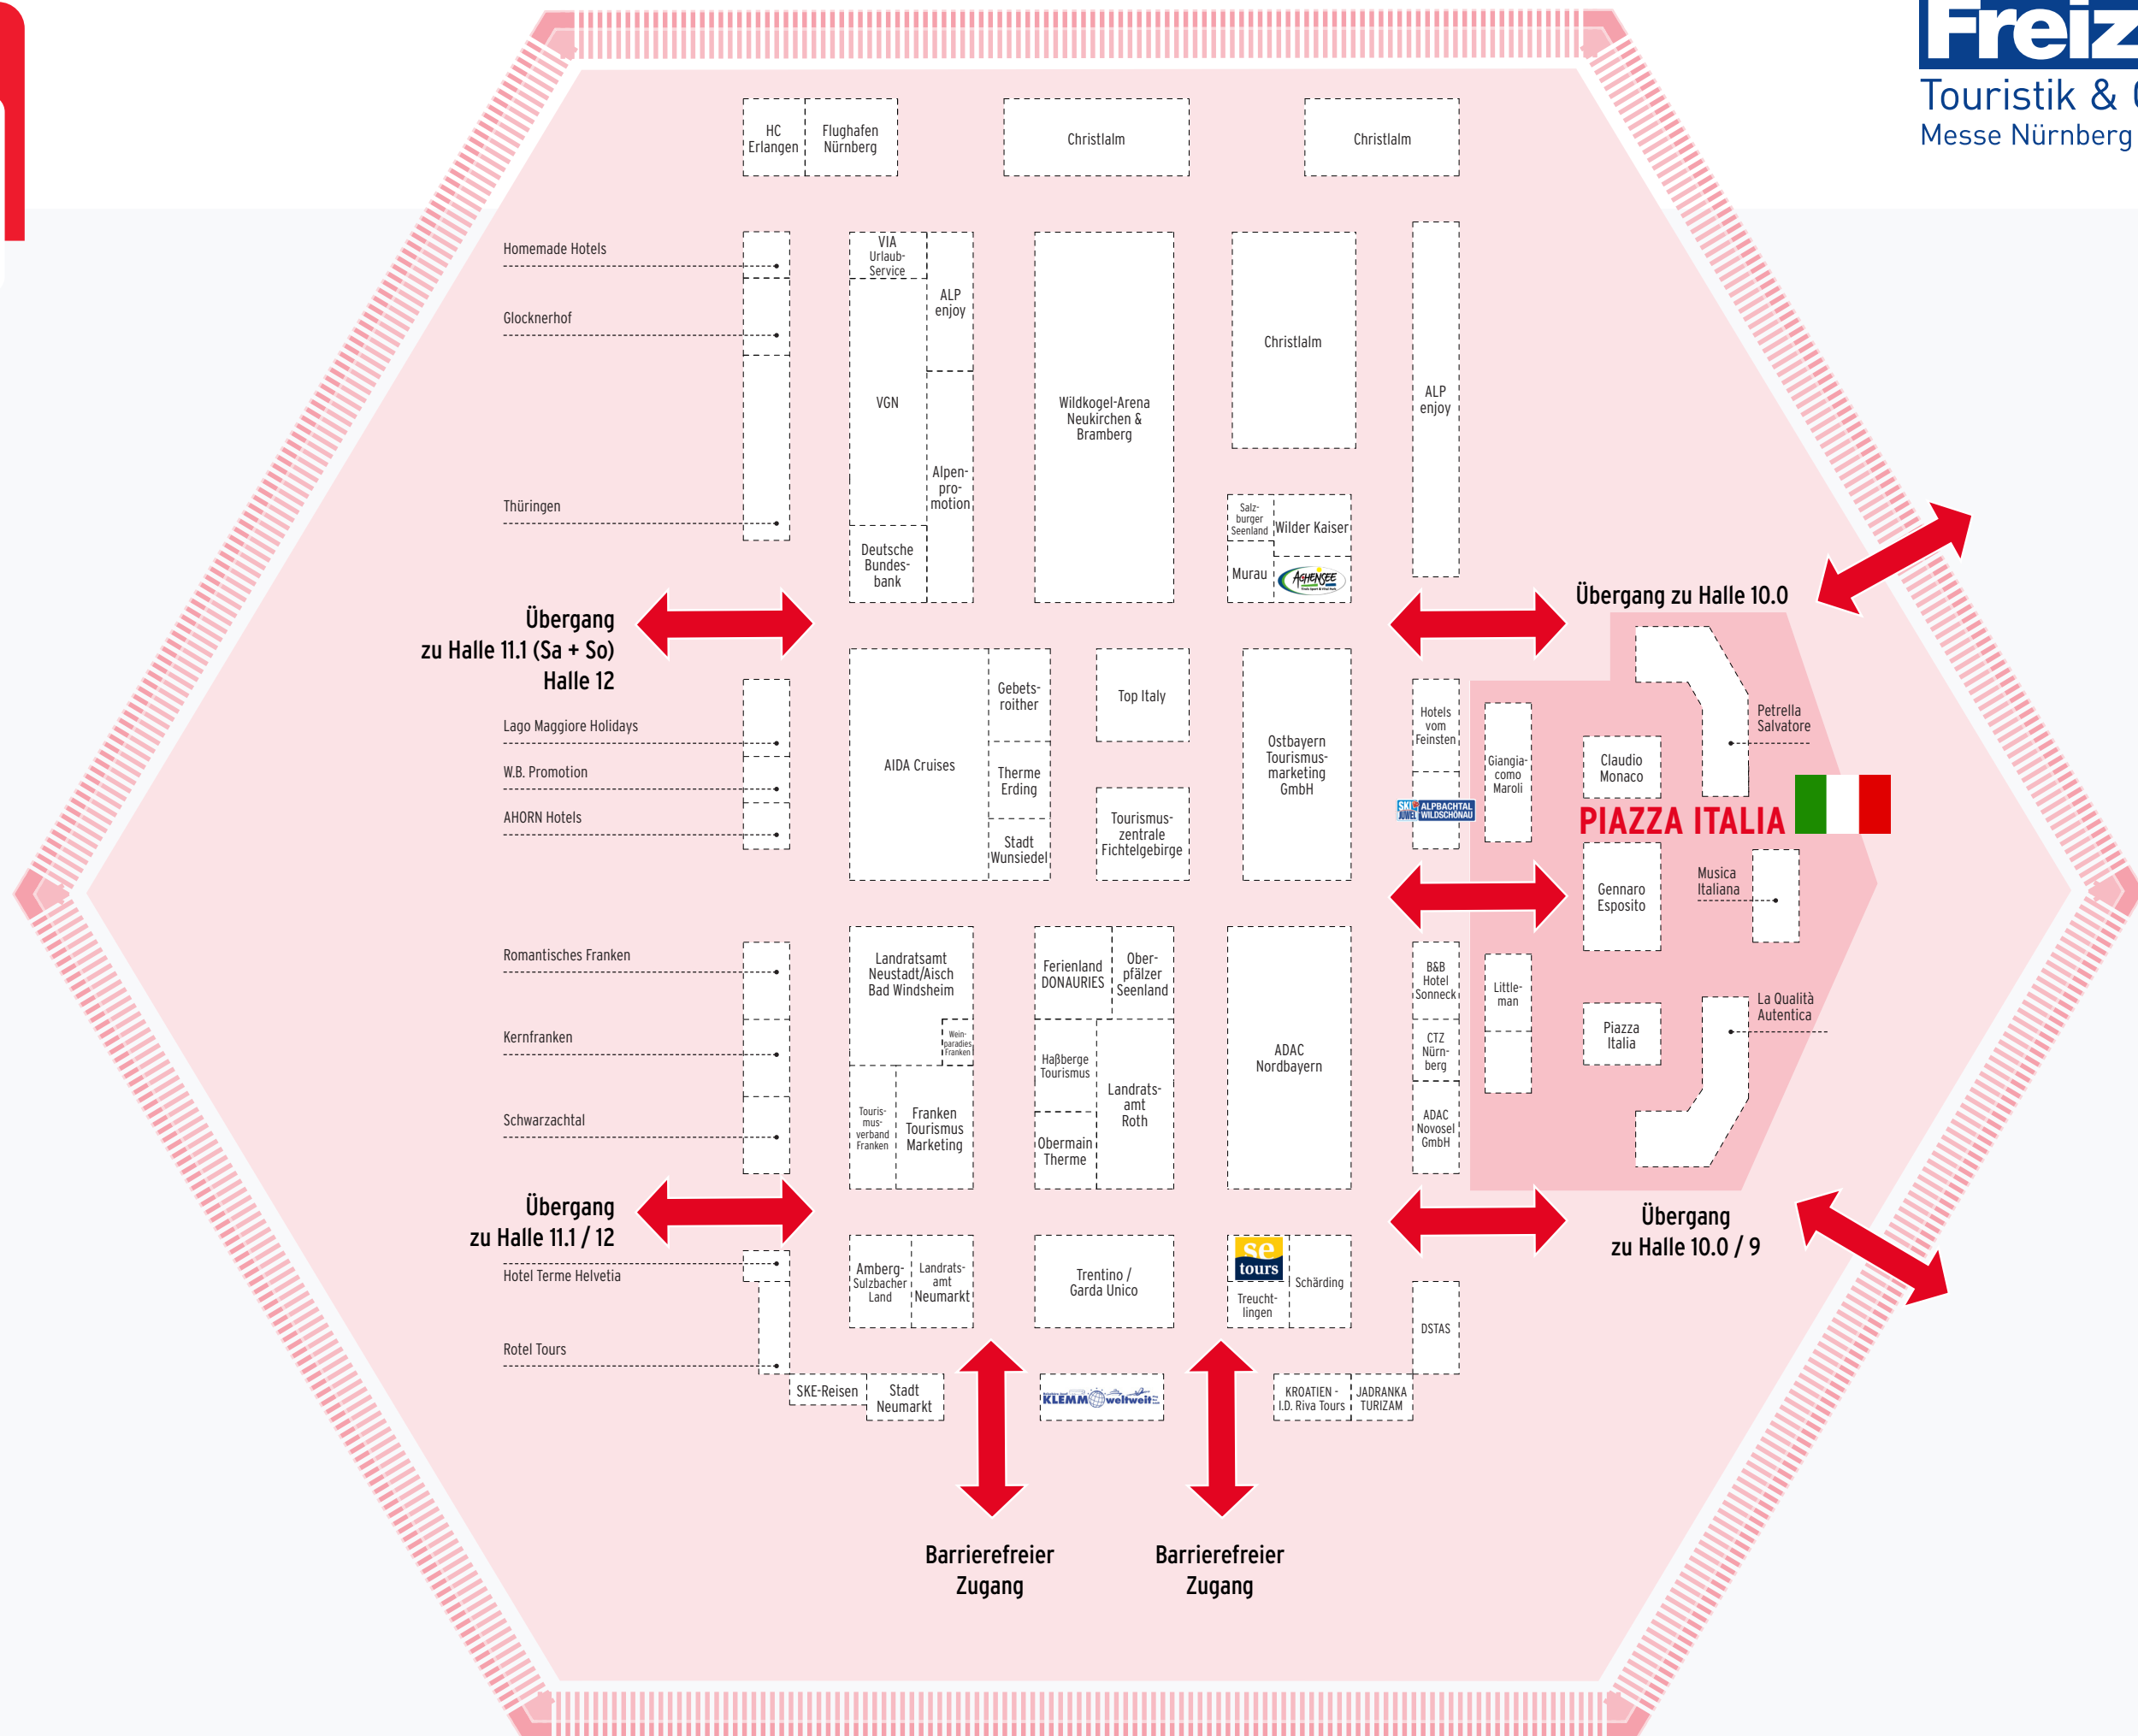 Touristik &
Messe Nürnberg
HC
Erlangen
Flughafen
Nürnberg
Christlalm
Christlalm
Homemade Hotels
Glocknerhof
Thüringen
VIA
Urlaub-
Service
ALP
enjoy
VGN
Alpen-
pro-
motion
Deutsche
Bundes-
bank
Wildkogel-Arena
Neukirchen &
Bramberg
Christlalm
ALP
enjoy
Salz-
burger
Seenland
Wilder Kaiser
Murau
ACHENSEE
Übergang
zu Halle 11.1 (Sa + So)
Halle 12
Übergang zu Halle 10.0
Lago Maggiore Holidays
W.B. Promotion
AHORN Hotels
AIDA Cruises
Gebets-
roither
Therme
Erding
Stadt
Wunsiedel
Top Italy
Tourismus-
zentrale
Fichtelgebirge
Ostbayern
Tourismus-
marketing
GmbH
Hotels
vom
Feinsten
SKI
JUWEL
ALPBACHTAL
WILDSCHÖNAU
Giangia-
como
Maroli
Claudio
Monaco
Petrella
Salvatore
PIAZZA ITALIA
Gennaro
Esposito
Musica
Italiana
Romantisches Franken
Kernfranken
Schwarzachtal
Landratsamt
Neustadt/Aisch
Bad Windsheim
Wein-
paradies
Franken
Touris-
mus-
verband
Franken
Franken
Tourismus
Marketing
Ferienland
DONAURIES
Ober-
pfälzer
Seenland
Haßberge
Tourismus
Landrats-
amt
Roth
Obermain
Therme
ADAC
Nordbayern
B&B
Hotel
Sonneck
CTZ
Nürn-
berg
ADAC
Novosel
GmbH
Little-
man
Piazza
Italia
La Qualità
Autentica
Übergang
zu Halle 11.1 / 12
Übergang
zu Halle 10.0 / 9
Hotel Terme Helvetia
Rotel Tours
Amberg-
Sulzbacher
Land
Landrats-
amt
Neumarkt
Trentino /
Garda Unico
se
tours
Treucht-
lingen
Schärding
DSTAS
SKE-Reisen
Stadt
Neumarkt
KLEMM weltweit
KROATIEN -
I.D. Riva Tours
JADRANKA
TURIZAM
Barrierefreier
Zugang
Barrierefreier
Zugang